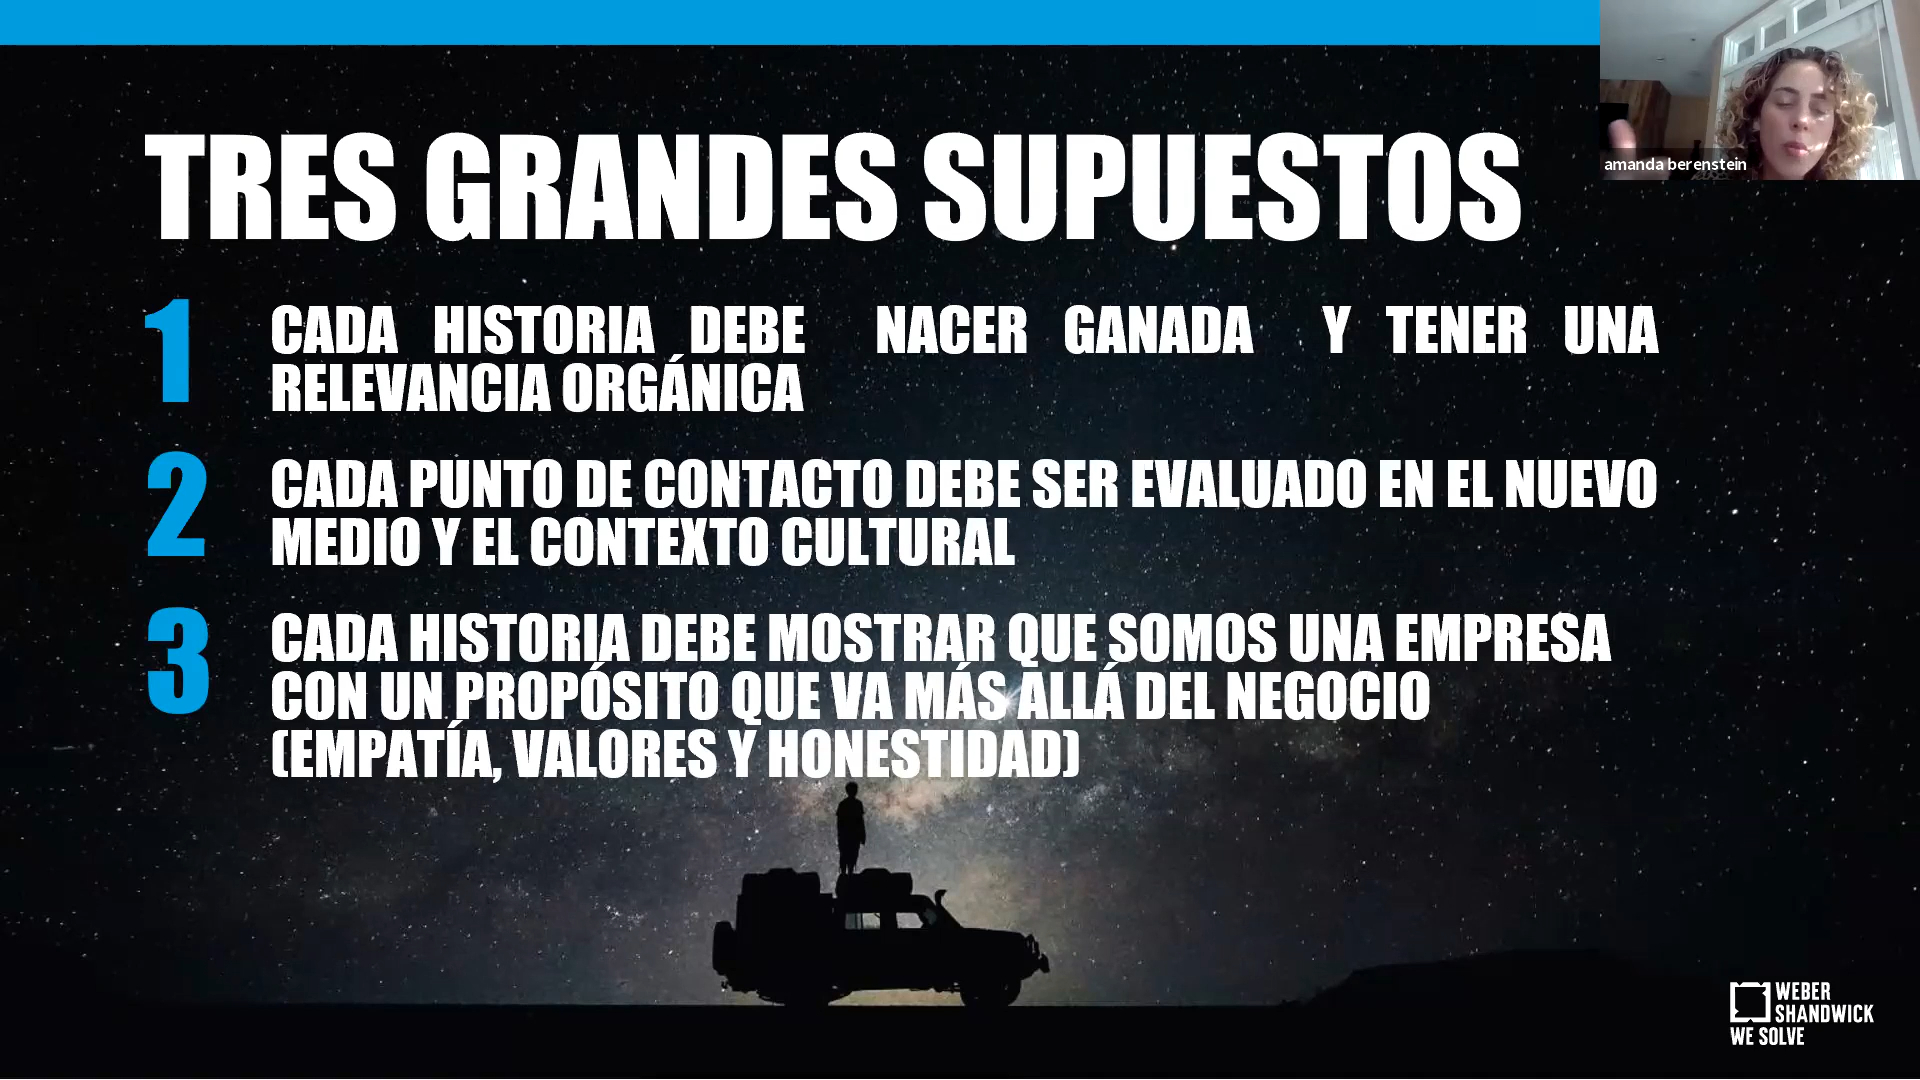 TRES GRANDES SUPUESTOS
amanda berenstein
1
CADA HISTORIA DEBE NACER GANADA Y TENER UNA
RELEVANCIA ORGÁNICA
2
CADA PUNTO DE CONTACTO DEBE SER EVALUADO EN EL NUEVO
MEDIO Y EL CONTEXTO CULTURAL
3
CADA HISTORIA DEBE MOSTRAR QUE SOMOS UNA EMPRESA
CON UN PROPÓSITO QUE VA MÁS ALLÁ DEL NEGOCIO
(EMPATÍA, VALORES Y HONESTIDAD)
WEBER
SHANDWICK
WE SOLVE